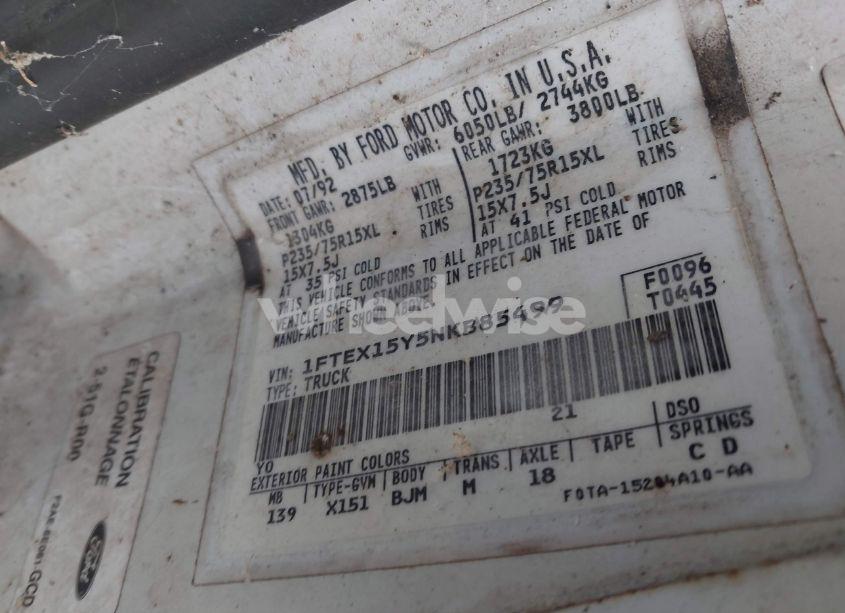 MFD. BY FORD MOTOR CO. IN U.S.A.
DATE: 07/92 GVWR: 6050LB/ 2744KG
FRONT GAWR: 2875LB REAR GAWR: 3800LB
1304KG WITH 1723KG WITH
P235/75R15XL TIRES P235/75R15XL TIRES
15X7.5J RIMS 15X7.5J RIMS
AT 35 PSI COLD AT 41 PSI COLD
THIS VEHICLE CONFORMS TO ALL APPLICABLE FEDERAL MOTOR
VEHICLE SAFETY STANDARDS IN EFFECT ON THE DATE OF
MANUFACTURE SHOWN ABOVE.
F0096
T0445
VIN: 1FTEX15Y5NKB85499
TYPE: TRUCK
21
YO
EXTERIOR PAINT COLORS DSO
MB TYPE-GVM BODY TRANS AXLE TAPE SPRINGS
139 X151 BJM M 18 C D
F0TA-15204A10-AA
CALIBRATION
ETALONNAGE
2-51G-R00
GCD
Ford
wheelwise